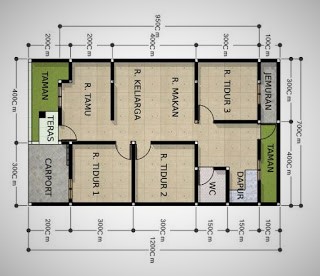 950C m
200C m
200C m
400C m
300C m
100C m
TAMAN
R. TAMU
R. KELUARGA
R. MAKAN
R. TIDUR 3
JEMURAN
TERAS
TAMAN
CARPORT
R. TIDUR 1
R. TIDUR 2
WC
DAPUR
400C m
300C m
300C m
400C m
700C m
200C m
300C m
300C m
150C m
150C m
100C m
1200C m